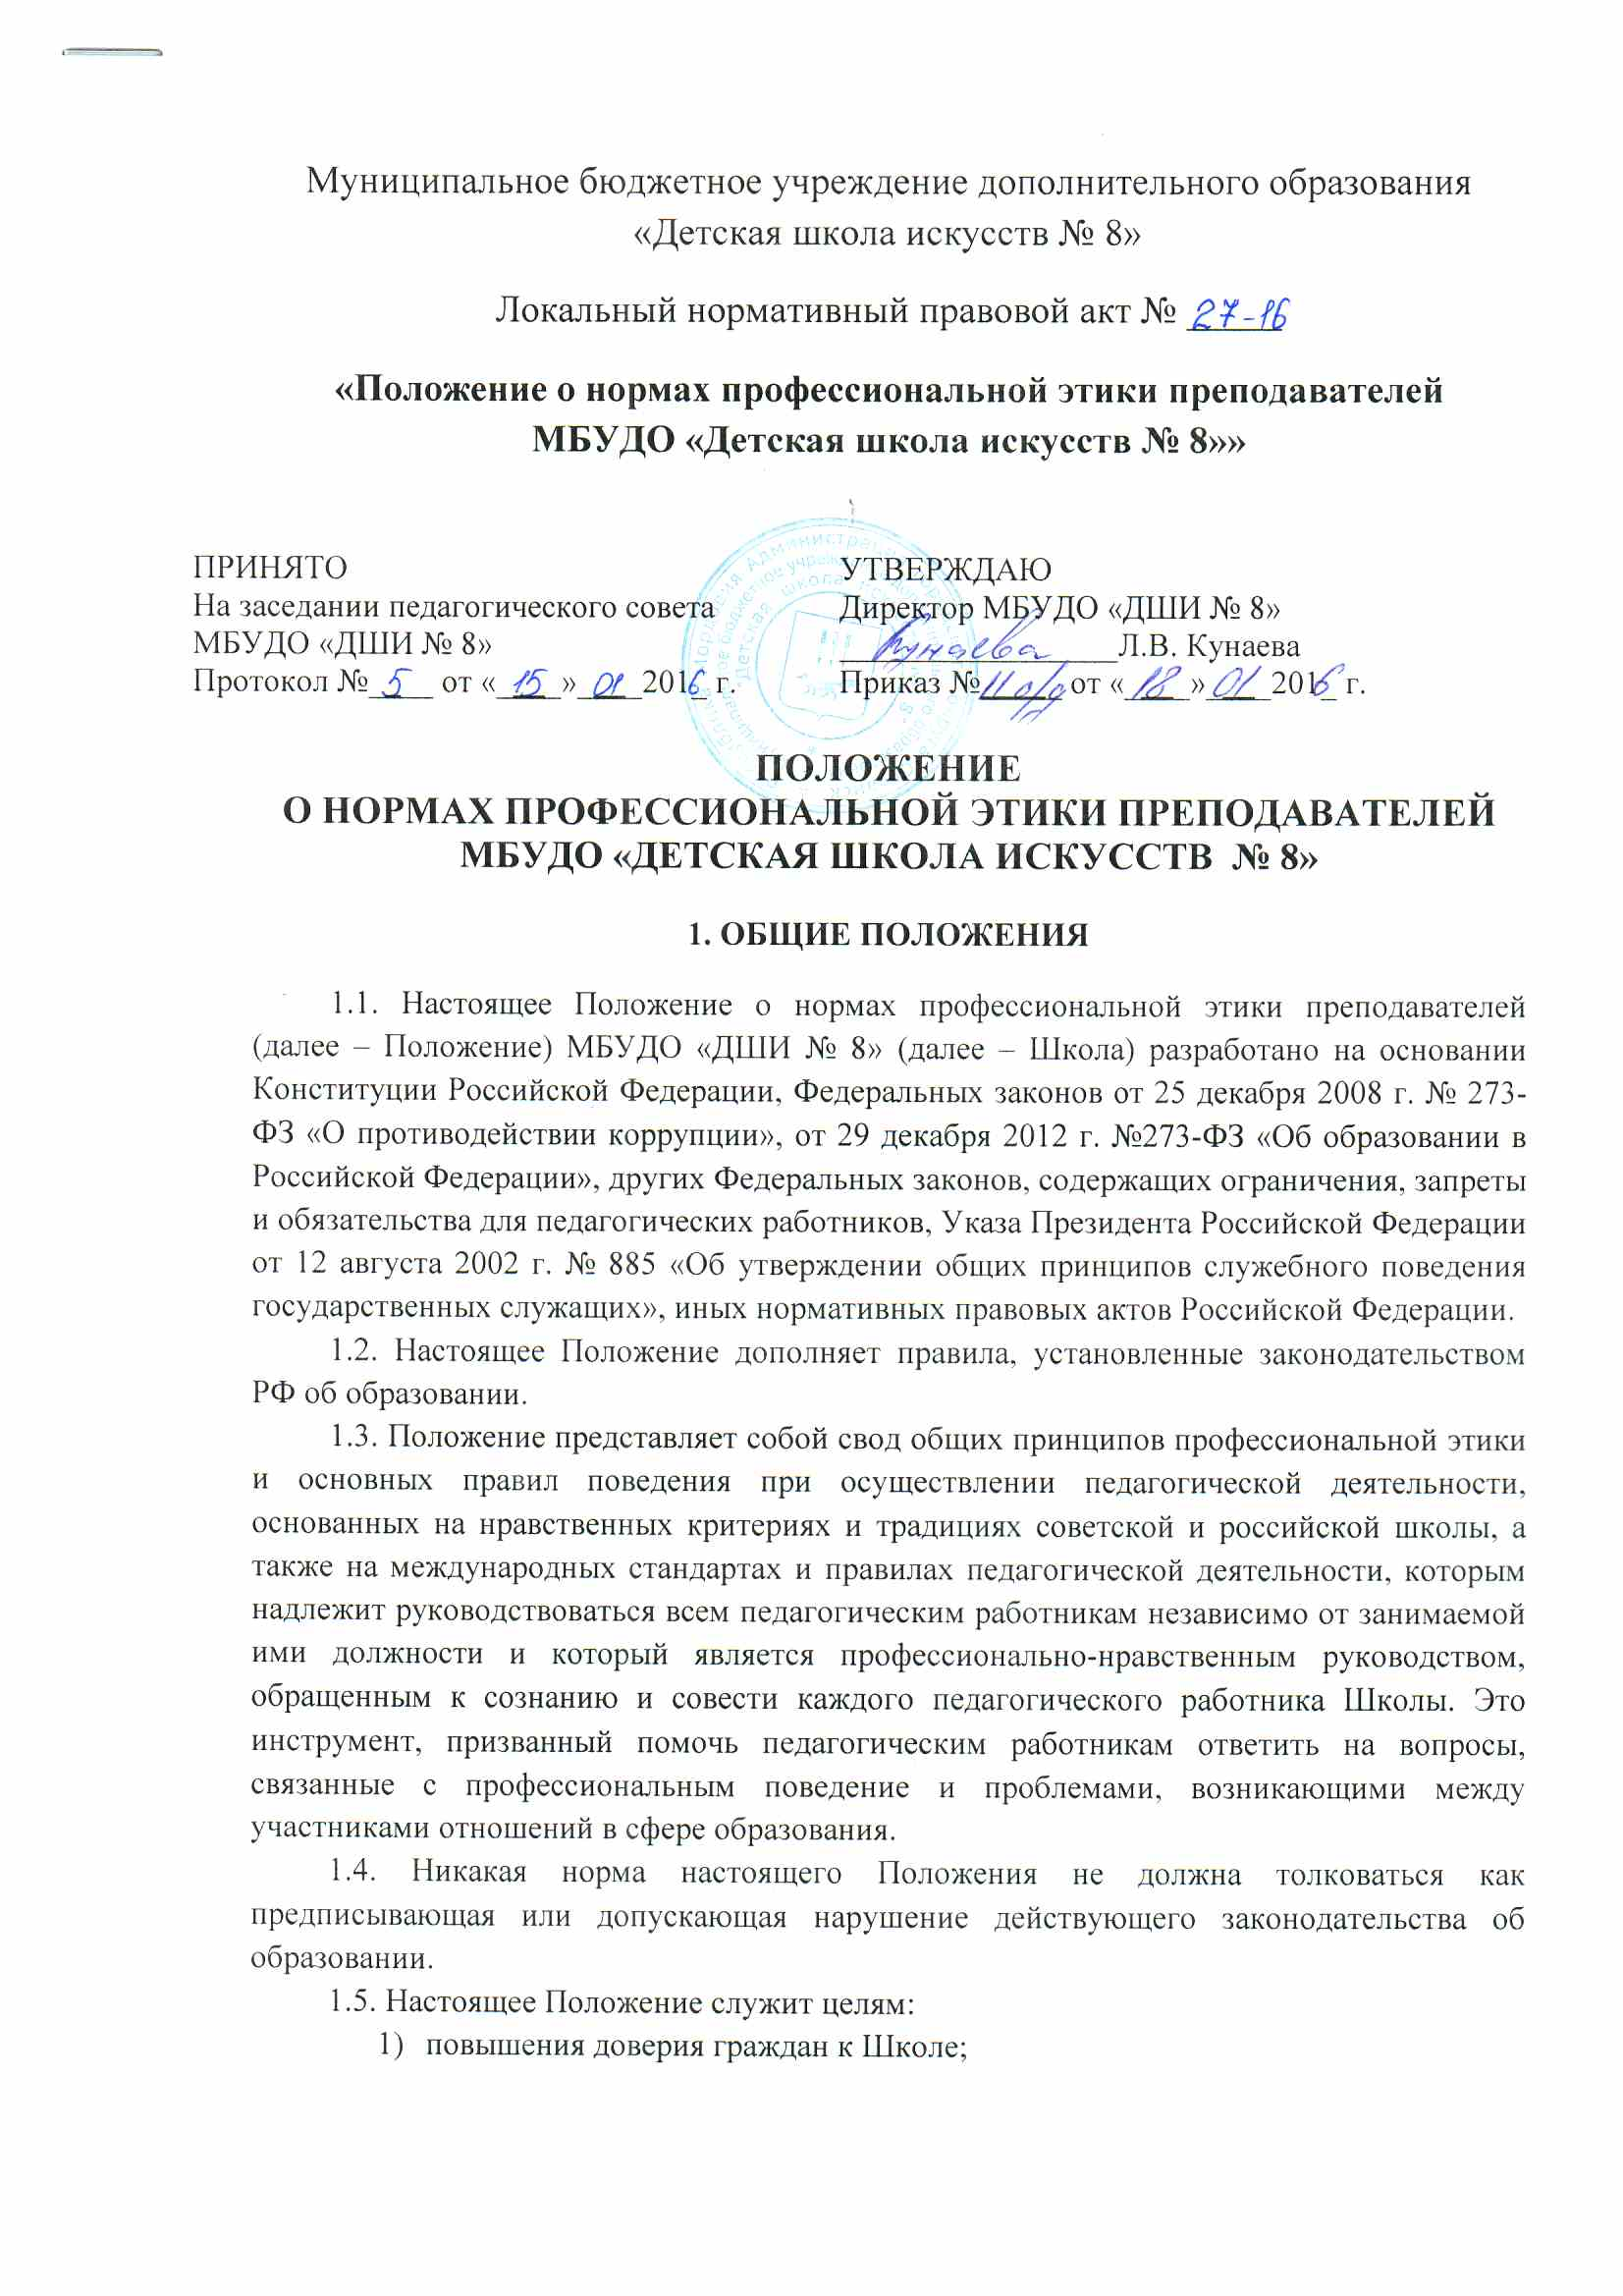 Муниципальное бюджетное учреждение дополнительного образования
«Детская школа искусств № 8»
Локальный нормативный правовой акт № 27-16
«Положение о нормах профессиональной этики преподавателей
МБУДО «Детская школа искусств № 8»»
ПРИНЯТО
На заседании педагогического совета
МБУДО «ДШИ № 8»
Протокол № 5 от «15» 01 2016 г.
УТВЕРЖДАЮ
Директор МБУДО «ДШИ № 8»
Кунаева Л.В. Кунаева
Приказ № 11 о/д от «18» 01 2016 г.
ПОЛОЖЕНИЕ
О НОРМАХ ПРОФЕССИОНАЛЬНОЙ ЭТИКИ ПРЕПОДАВАТЕЛЕЙ
МБУДО «ДЕТСКАЯ ШКОЛА ИСКУССТВ № 8»
1. ОБЩИЕ ПОЛОЖЕНИЯ
1.1. Настоящее Положение о нормах профессиональной этики преподавателей
(далее – Положение) МБУДО «ДШИ № 8» (далее – Школа) разработано на основании
Конституции Российской Федерации, Федеральных законов от 25 декабря 2008 г. № 273-
ФЗ «О противодействии коррупции», от 29 декабря 2012 г. №273-ФЗ «Об образовании в
Российской Федерации», других Федеральных законов, содержащих ограничения, запреты
и обязательства для педагогических работников, Указа Президента Российской Федерации
от 12 августа 2002 г. № 885 «Об утверждении общих принципов служебного поведения
государственных служащих», иных нормативных правовых актов Российской Федерации.
1.2. Настоящее Положение дополняет правила, установленные законодательством
РФ об образовании.
1.3. Положение представляет собой свод общих принципов профессиональной этики
и основных правил поведения при осуществлении педагогической деятельности,
основанных на нравственных критериях и традициях советской и российской школы, а
также на международных стандартах и правилах педагогической деятельности, которым
надлежит руководствоваться всем педагогическим работникам независимо от занимаемой
ими должности и который является профессионально-нравственным руководством,
обращенным к сознанию и совести каждого педагогического работника Школы. Это
инструмент, призванный помочь педагогическим работникам ответить на вопросы,
связанные с профессиональным поведение и проблемами, возникающими между
участниками отношений в сфере образования.
1.4. Никакая норма настоящего Положения не должна толковаться как
предписывающая или допускающая нарушение действующего законодательства об
образовании.
1.5. Настоящее Положение служит целям:
1) повышения доверия граждан к Школе;